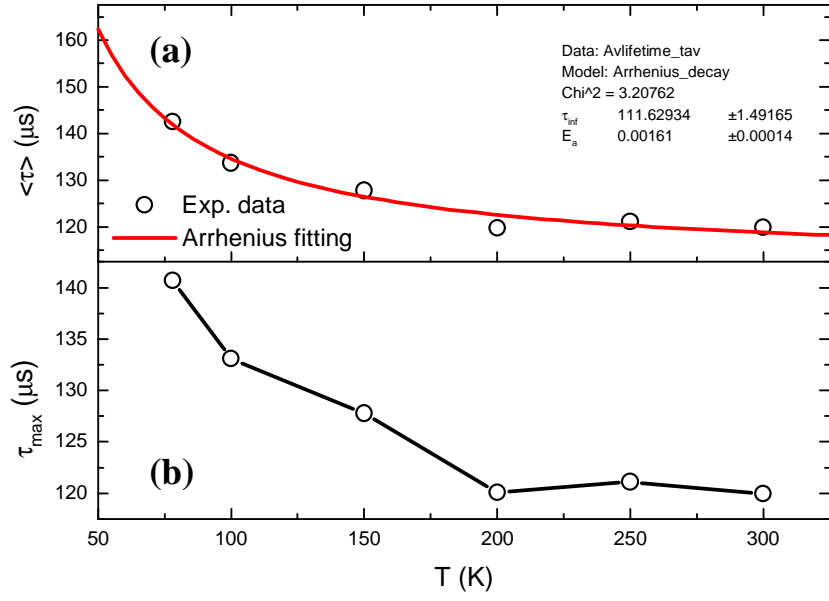 (a)
Data: Avlifetime_tav
Model: Arrhenius_decay
Chi^2 = 3.20762
τinf 111.62934 ±1.49165
Ea 0.00161 ±0.00014
160
150
140
130
120
<τ> (μs)
Exp. data
Arrhenius fitting
140
135
130
125
120
τmax (μs)
(b)
50 100 150 200 250 300
T (K)